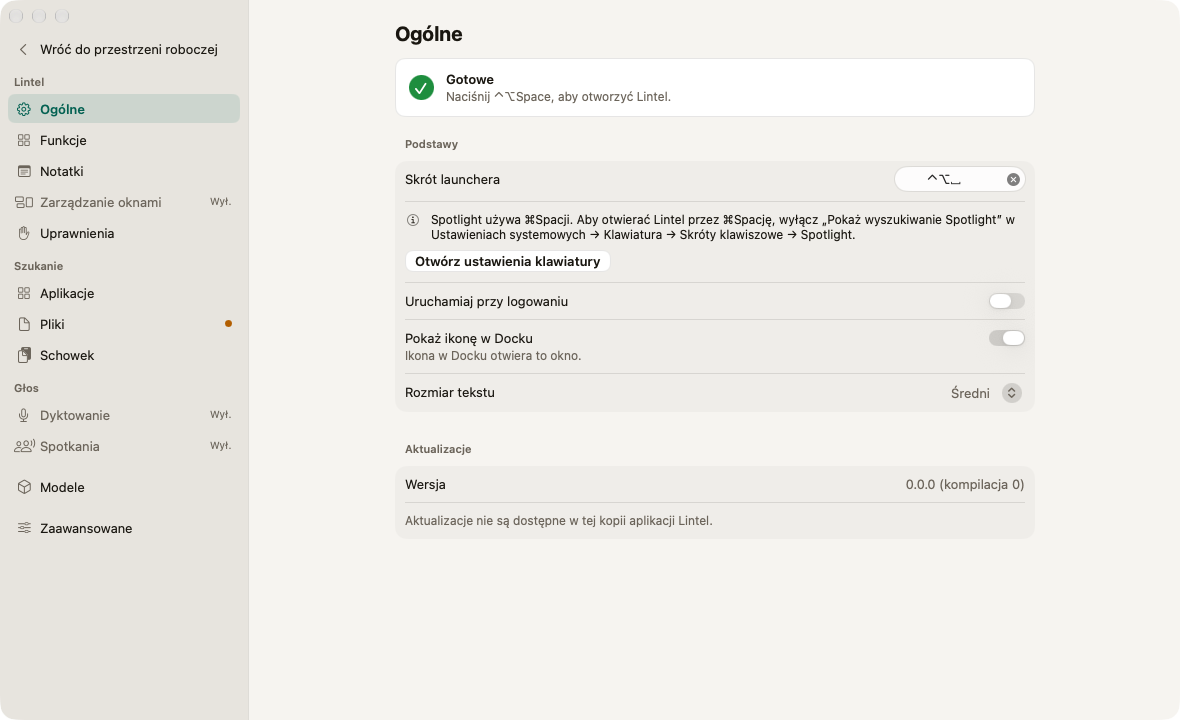 Wróć do przestrzeni roboczej
Lintel
Ogólne
Funkcje
Notatki
Zarządzanie oknami Wył.
Uprawnienia
Szukanie
Aplikacje
Pliki
Schowek
Głos
Dyktowanie Wył.
Spotkania Wył.
Modele
Zaawansowane
Ogólne
Gotowe
Naciśnij ⌃⌥Space, aby otworzyć Lintel.
Podstawy
Skrót launchera ⌃⌥⎵
Spotlight używa ⌘Spacji. Aby otwierać Lintel przez ⌘Spację, wyłącz „Pokaż wyszukiwanie Spotlight” w
Ustawieniach systemowych → Klawiatura → Skróty klawiszowe → Spotlight.
Otwórz ustawienia klawiatury
Uruchamiaj przy logowaniu
Pokaż ikonę w Docku
Ikona w Docku otwiera to okno.
Rozmiar tekstu Średni
Aktualizacje
Wersja 0.0.0 (kompilacja 0)
Aktualizacje nie są dostępne w tej kopii aplikacji Lintel.